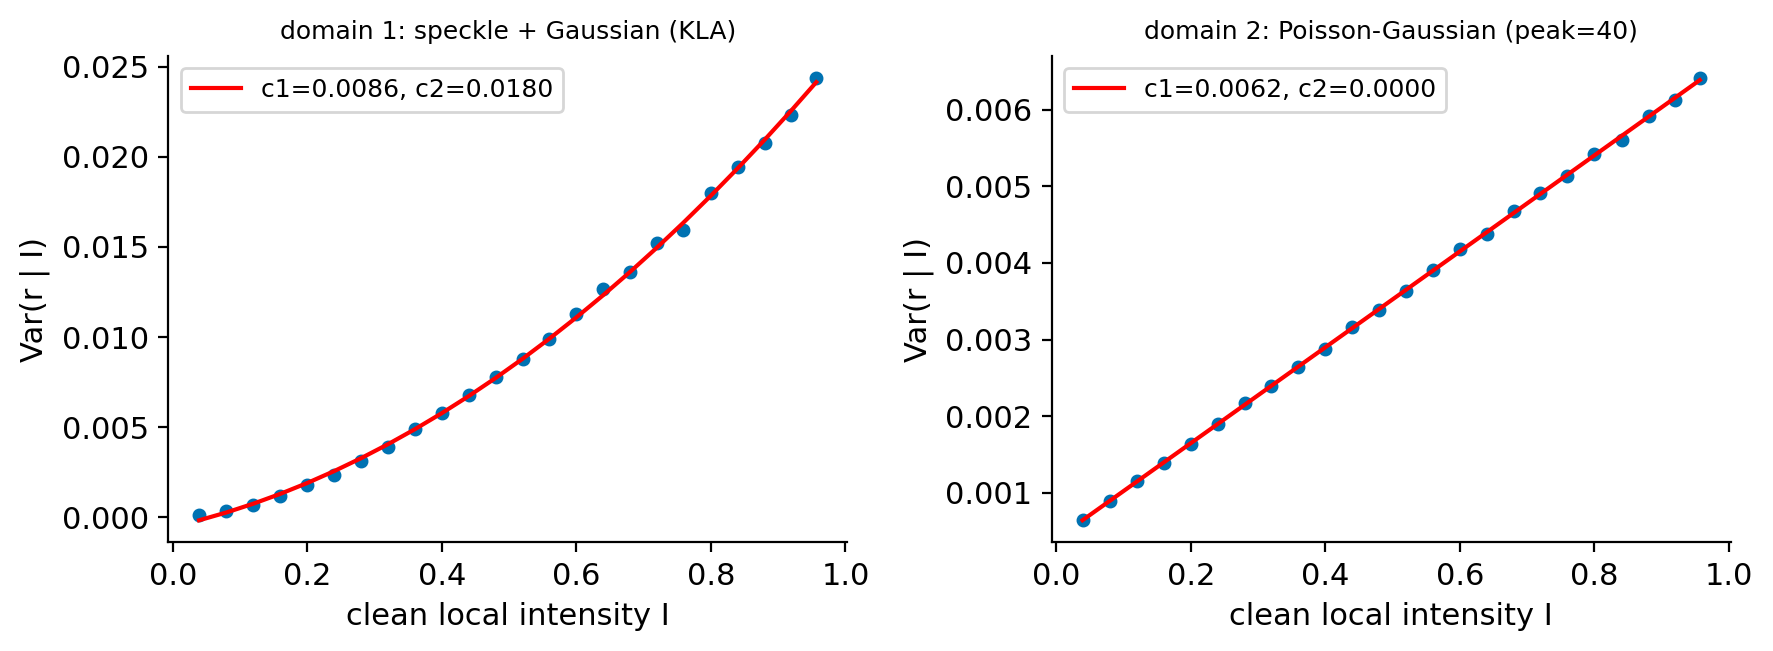 domain 1: speckle + Gaussian (KLA)
c1=0.0086, c2=0.0180
0.025
0.020
0.015
0.010
0.005
0.000
Var(r | I)
0.0 0.2 0.4 0.6 0.8 1.0
clean local intensity I
domain 2: Poisson-Gaussian (peak=40)
c1=0.0062, c2=0.0000
0.006
0.005
0.004
0.003
0.002
0.001
Var(r | I)
0.0 0.2 0.4 0.6 0.8 1.0
clean local intensity I